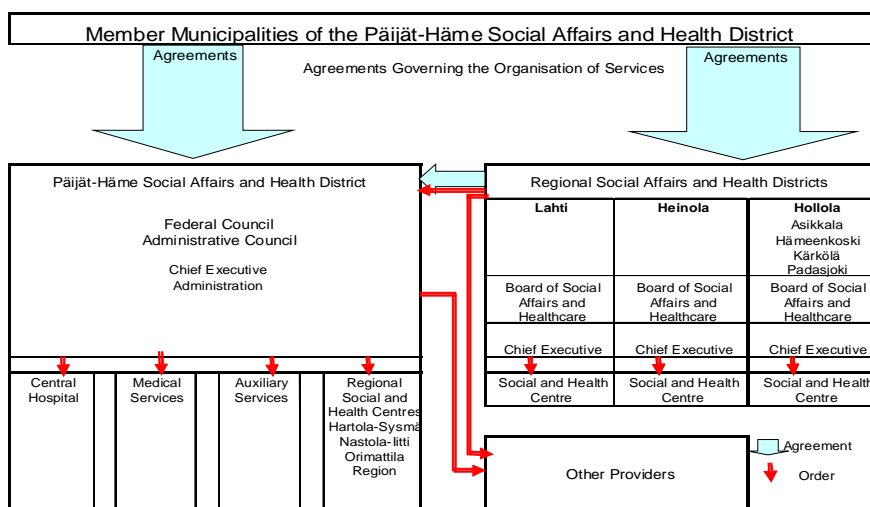 Member Municipalities of the Päijät-Häme Social Affairs and Health District
Agreements
Agreements Governing the Organisation of Services
Agreements
Päijät-Häme Social Affairs and Health District
Federal Council
Administrative Council
Chief Executive
Administration
Central
Hospital
Medical
Services
Auxiliary
Services
Regional
Social and
Health Centres
Hartola-Sysmä
Nastola-Iitti
Orimattila
Region
Regional Social Affairs and Health Districts
Lahti
Heinola
Hollola
Asikkala
Hämeenkoski
Kärkölä
Padasjoki
Board of Social
Affairs and
Healthcare
Board of Social
Affairs and
Healthcare
Board of Social
Affairs and
Healthcare
Chief Executive
Chief Executive
Chief Executive
Social and Health
Centre
Social and Health
Centre
Social and Health
Centre
Other Providers
Agreement
Order